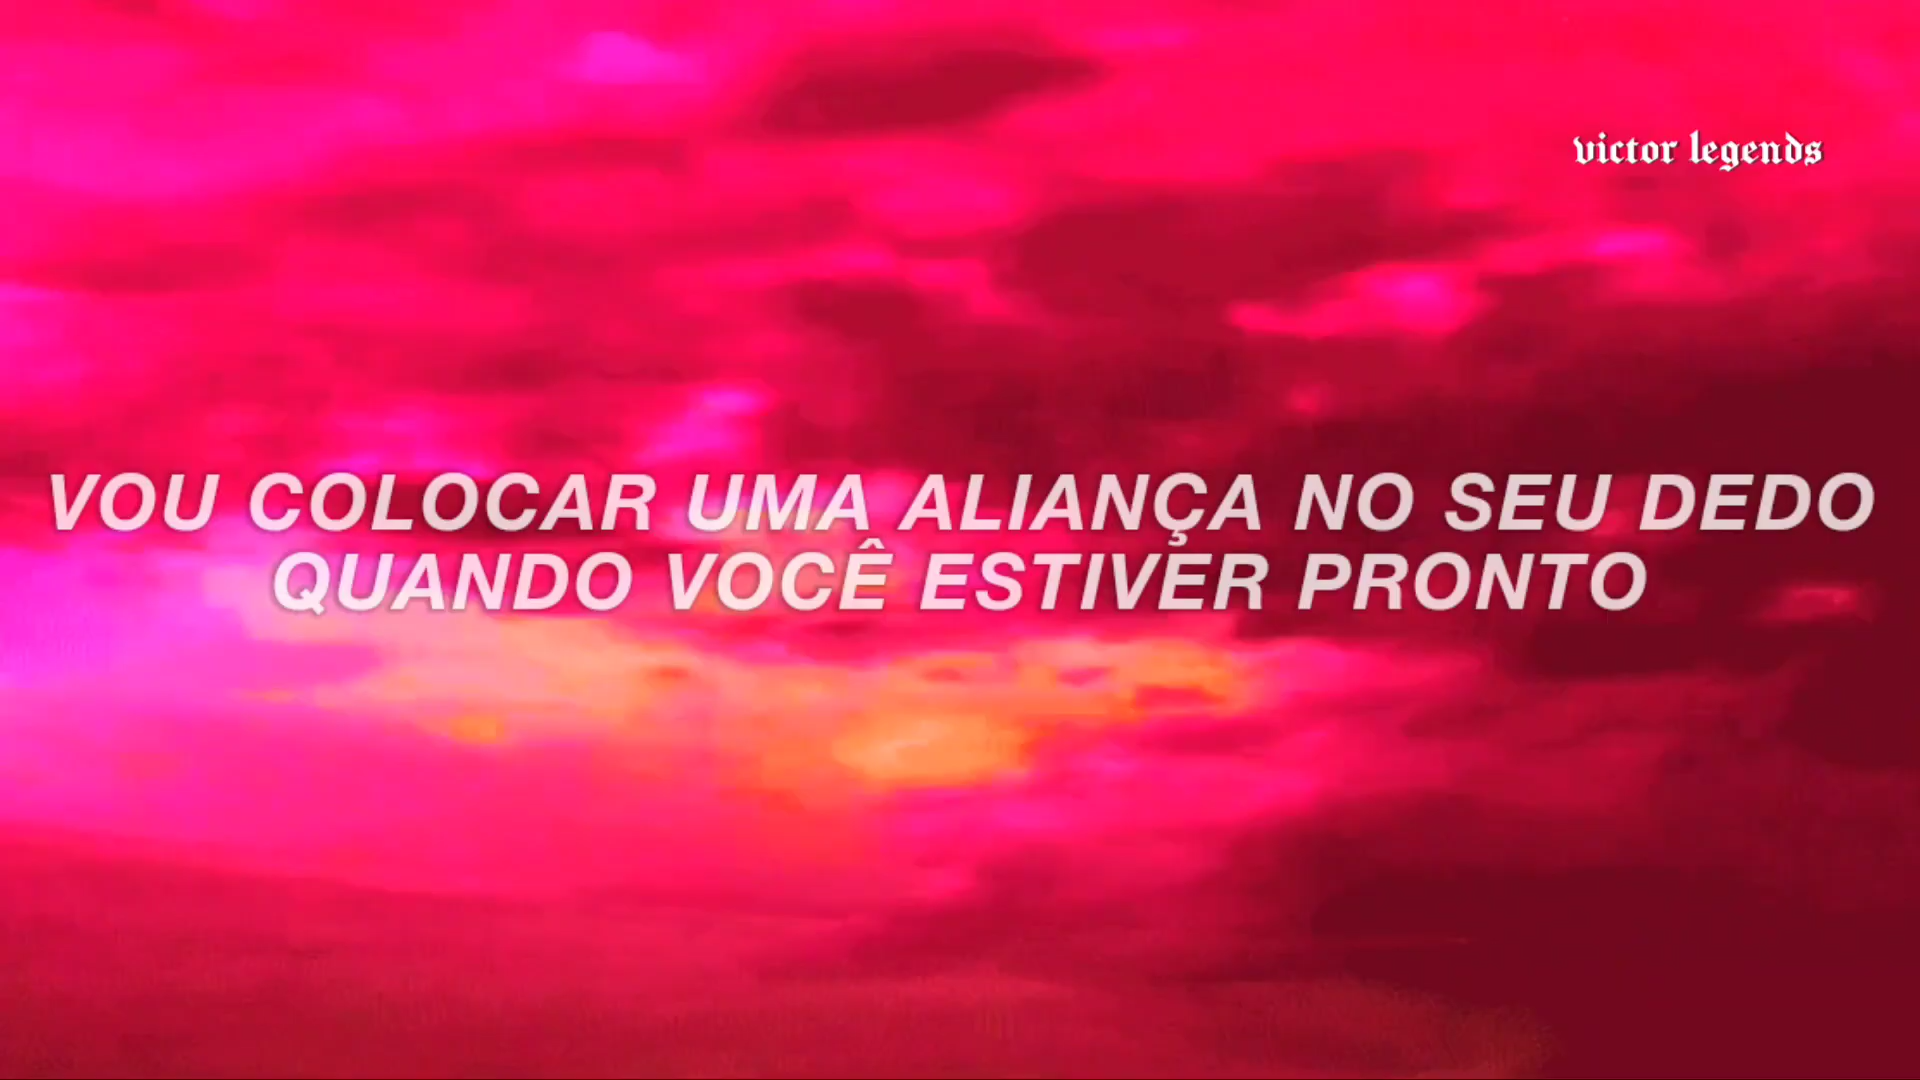 victor legends
VOU COLOCAR UMA ALIANÇA NO SEU DEDO
QUANDO VOCÊ ESTIVER PRONTO